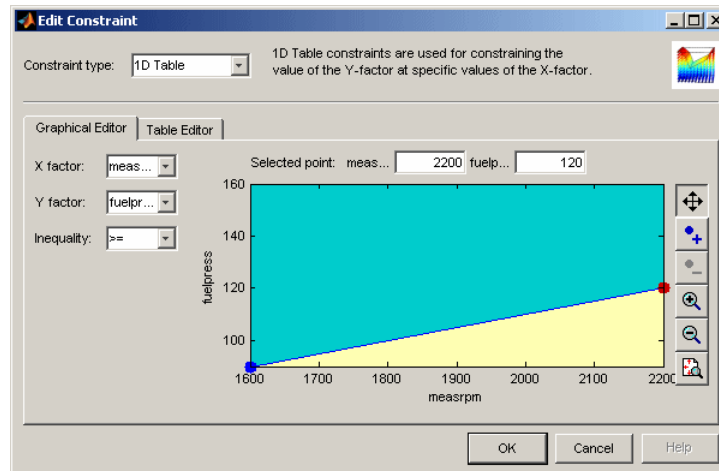 Edit Constraint
Constraint type: 1D Table
1D Table constraints are used for constraining the
value of the Y-factor at specific values of the X-factor.
Graphical Editor Table Editor
X factor: meas...
Y factor: fuelpr...
Inequality: >=
Selected point: meas... 2200 fuelp... 120
160
140
120
100
fuelpress
1600 1700 1800 1900 2000 2100 2200
measrpm
OK Cancel Help